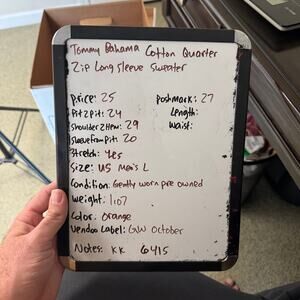 Tommy Bahama Cotton Quarter
Zip Long Sleeve Sweater
Price: 25
Poshmark: 27
Pit2pit: 24
Length:
Shoulder2Hem: 29
Waist:
Sleevefrompit: 20
Stretch: Yes
Size: US Men's L
Condition: Gently worn pre owned
Weight: 1.07
Color: Orange
Vendoo Label: GW October
Notes: KK 6415